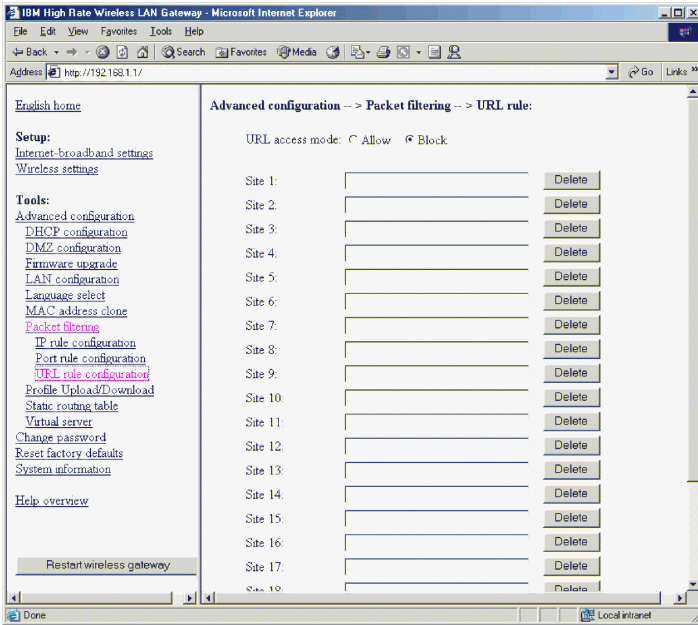 IBM High Rate Wireless LAN Gateway - Microsoft Internet Explorer
File Edit View Favorites Tools Help
Back Search Favorites Media
Address http://192.168.1.1/ Go Links »
English home
Setup:
Internet-broadband settings
Wireless settings
Tools:
Advanced configuration
DHCP configuration
DMZ configuration
Firmware upgrade
LAN configuration
Language select
MAC address clone
Packet filtering
IP rule configuration
Port rule configuration
URL rule configuration
Profile Upload/Download
Static routing table
Virtual server
Change password
Reset factory defaults
System information
Help overview
Restart wireless gateway
Advanced configuration -- > Packet filtering -- > URL rule:
URL access mode: Allow Block
Site 1: Delete
Site 2: Delete
Site 3: Delete
Site 4: Delete
Site 5: Delete
Site 6: Delete
Site 7: Delete
Site 8: Delete
Site 9: Delete
Site 10: Delete
Site 11: Delete
Site 12: Delete
Site 13: Delete
Site 14: Delete
Site 15: Delete
Site 16: Delete
Site 17: Delete
Site 18: Delete
Done Local intranet